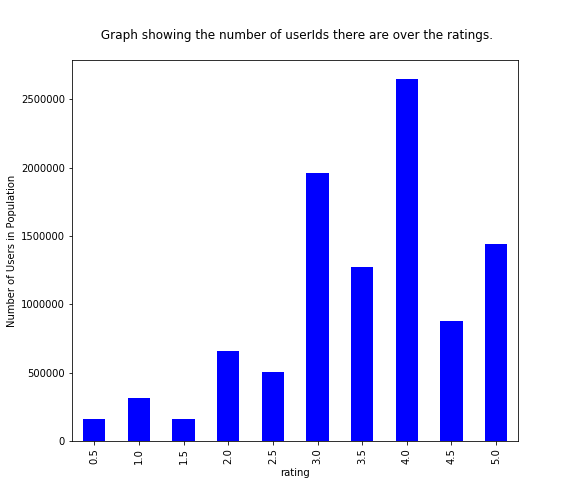 Graph showing the number of userIds there are over the ratings.
2500000
2000000
1500000
1000000
500000
0
Number of Users in Population
0.5 1.0 1.5 2.0 2.5 3.0 3.5 4.0 4.5 5.0
rating